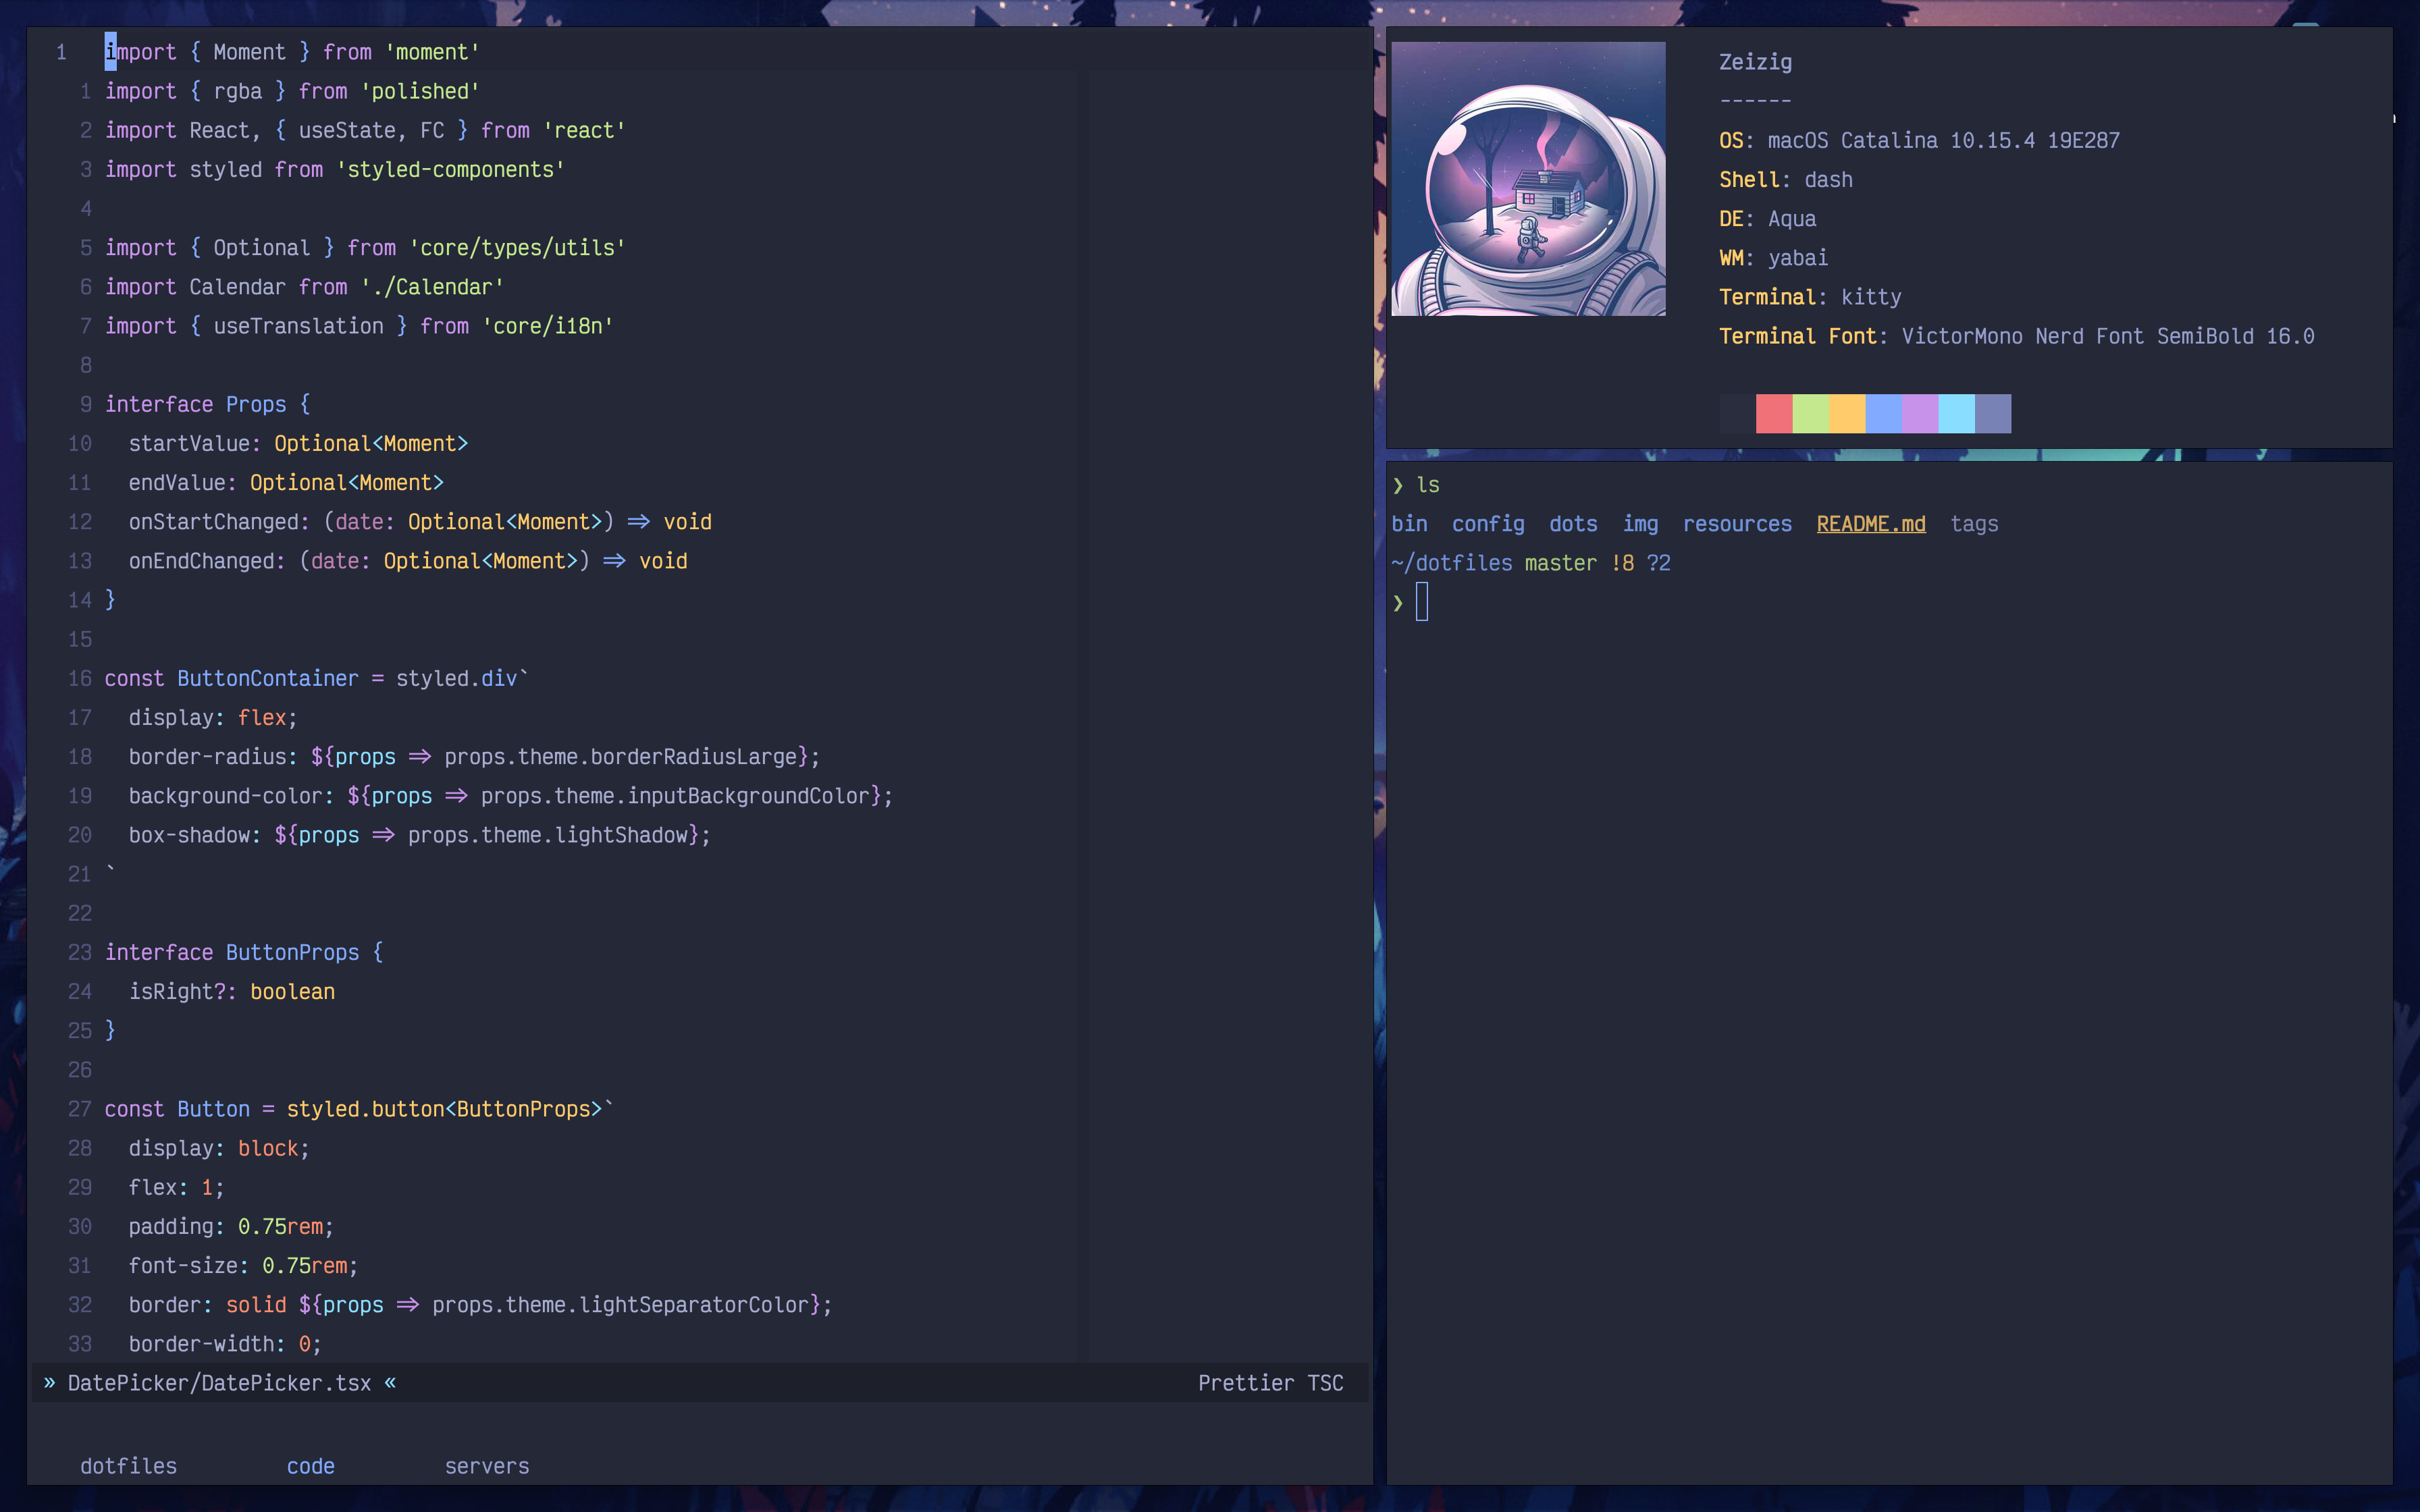 1 import { Moment } from 'moment'
1 import { rgba } from 'polished'
2 import React, { useState, FC } from 'react'
3 import styled from 'styled-components'
4
5 import { Optional } from 'core/types/utils'
6 import Calendar from './Calendar'
7 import { useTranslation } from 'core/i18n'
8
9 interface Props {
10   startValue: Optional<Moment>
11   endValue: Optional<Moment>
12   onStartChanged: (date: Optional<Moment>) => void
13   onEndChanged: (date: Optional<Moment>) => void
14 }
15
16 const ButtonContainer = styled.div`
17   display: flex;
18   border-radius: ${props => props.theme.borderRadiusLarge};
19   background-color: ${props => props.theme.inputBackgroundColor};
20   box-shadow: ${props => props.theme.lightShadow};
21 `
22
23 interface ButtonProps {
24   isRight?: boolean
25 }
26
27 const Button = styled.button<ButtonProps>`
28   display: block;
29   flex: 1;
30   padding: 0.75rem;
31   font-size: 0.75rem;
32   border: solid ${props => props.theme.lightSeparatorColor};
33   border-width: 0;
» DatePicker/DatePicker.tsx « Prettier TSC
dotfiles code servers
Zeizig
------
OS: macOS Catalina 10.15.4 19E287
Shell: dash
DE: Aqua
WM: yabai
Terminal: kitty
Terminal Font: VictorMono Nerd Font SemiBold 16.0
❯ ls
bin config dots img resources README.md tags
~/dotfiles master !8 ?2
❯